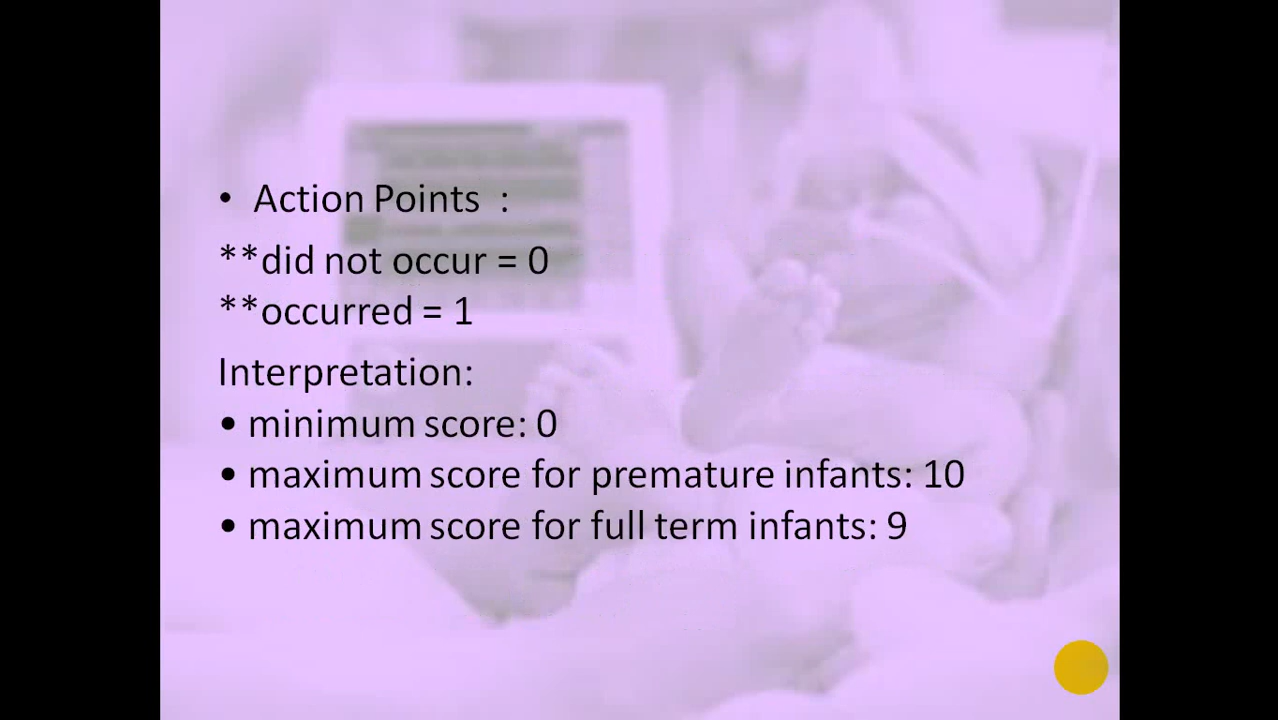 • Action Points :
**did not occur = 0
**occurred = 1
Interpretation:
• minimum score: 0
• maximum score for premature infants: 10
• maximum score for full term infants: 9